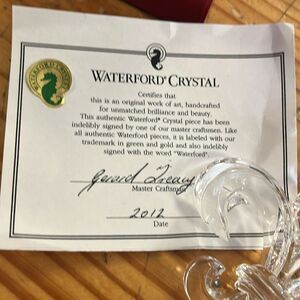 WATERFORD® CRYSTAL
Certifies that
this is an original work of art, handcrafted
for unmatched brilliance and beauty.
This authentic Waterford® Crystal piece has been
indelibly signed by one of our master craftsmen. Like
all authentic Waterford pieces, it is labeled with our
trademark in green and gold and also indelibly
signed with the word "Waterford".
Gerard
Master Craftsman
2012
Date